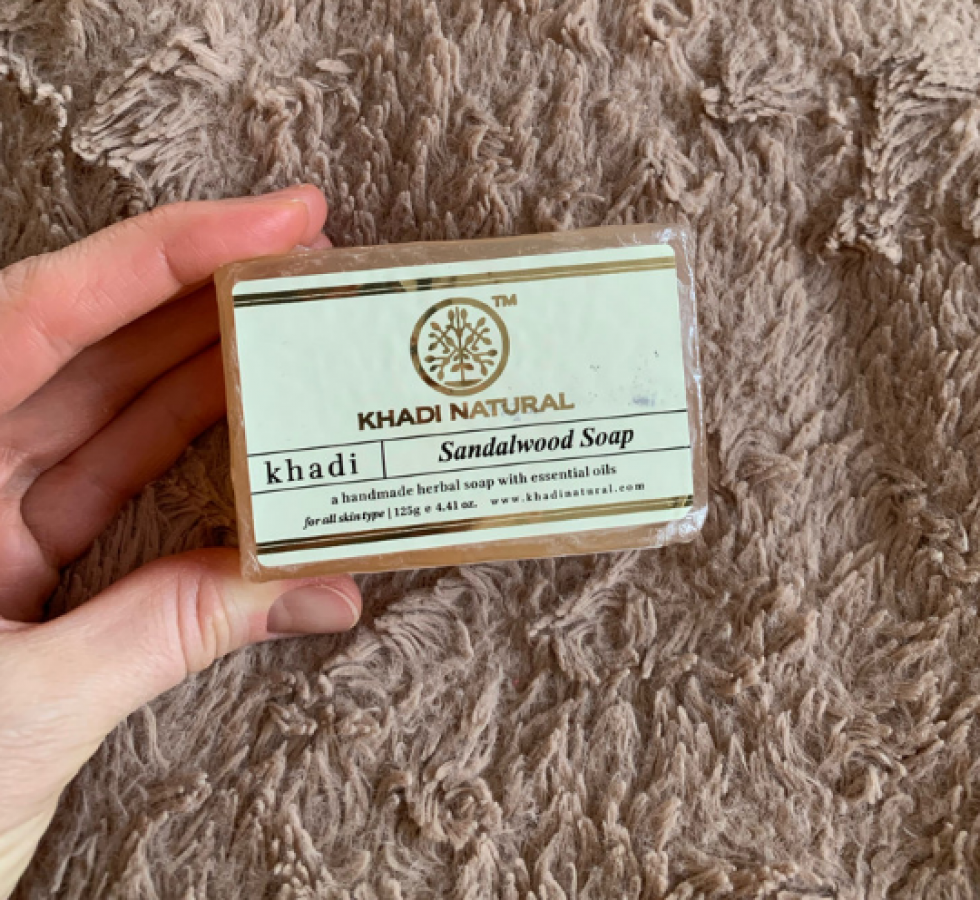 TM
KHADI NATURAL
khadi
Sandalwood Soap
a handmade herbal soap with essential oils
for all skin type | 125g e 4.41 oz. www.khadinatural.com